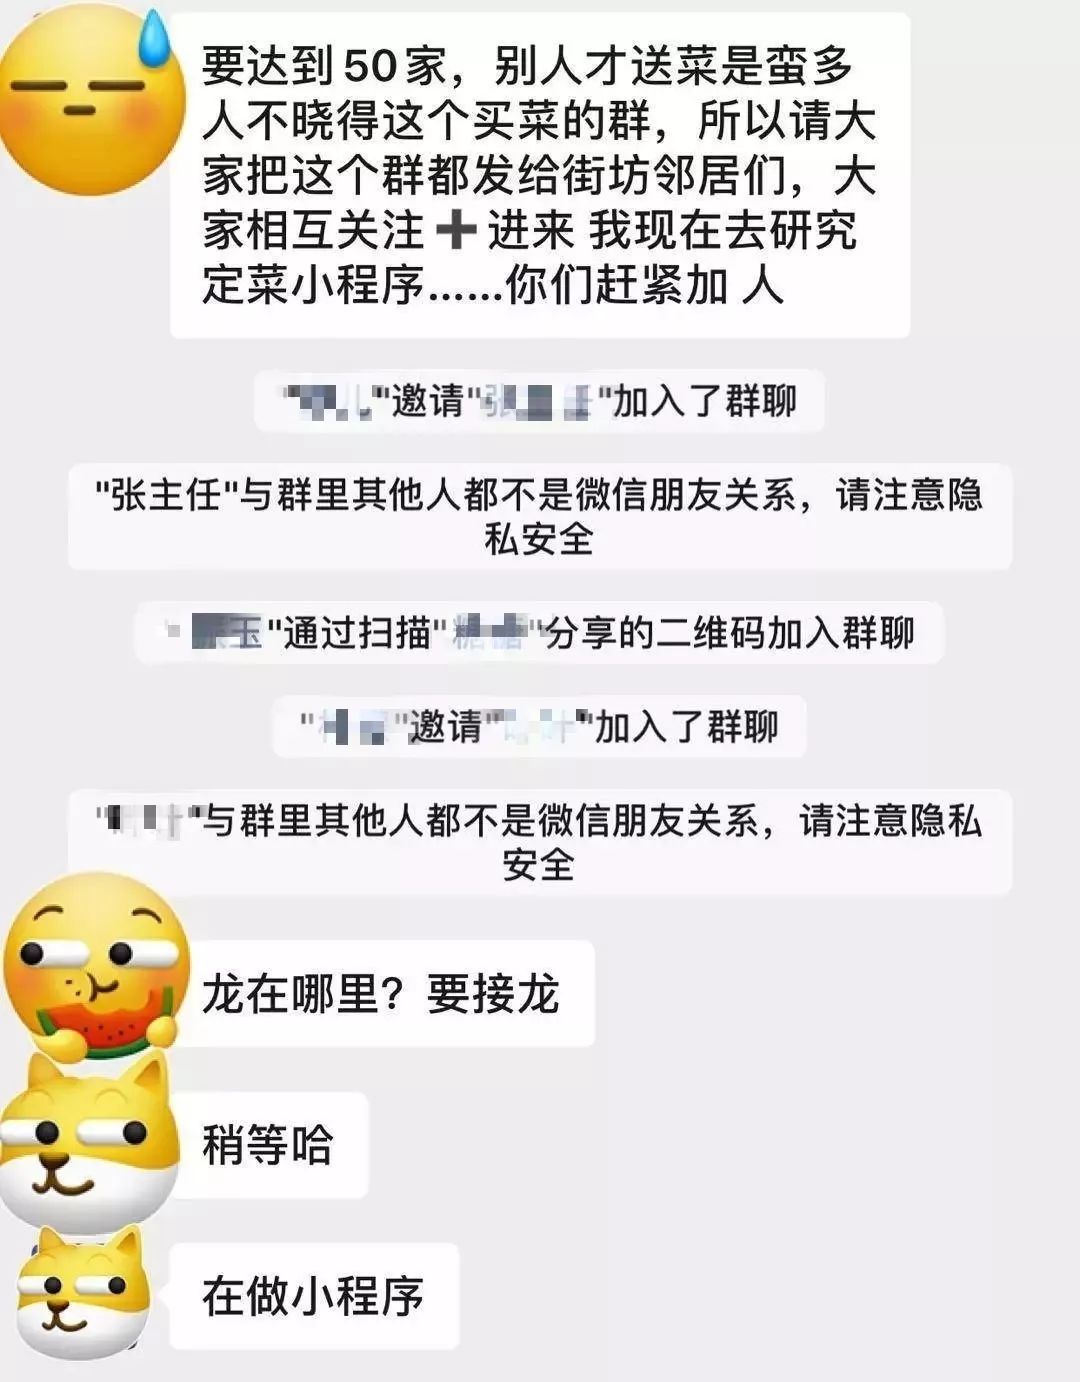 要达到50家，别人才送菜是蛮多
人不晓得这个买菜的群，所以请大
家把这个群都发给街坊邻居们，大
家相互关注➕进来 我现在去研究
定菜小程序......你们赶紧加 人
"儿"邀请"张 任"加入了群聊
"张主任"与群里其他人都不是微信朋友关系，请注意隐
私安全
"玉"通过扫描"糖糖"分享的二维码加入群聊
""邀请"叶"加入了群聊
"叶"与群里其他人都不是微信朋友关系，请注意隐私
安全
龙在哪里？要接龙
稍等哈
在做小程序